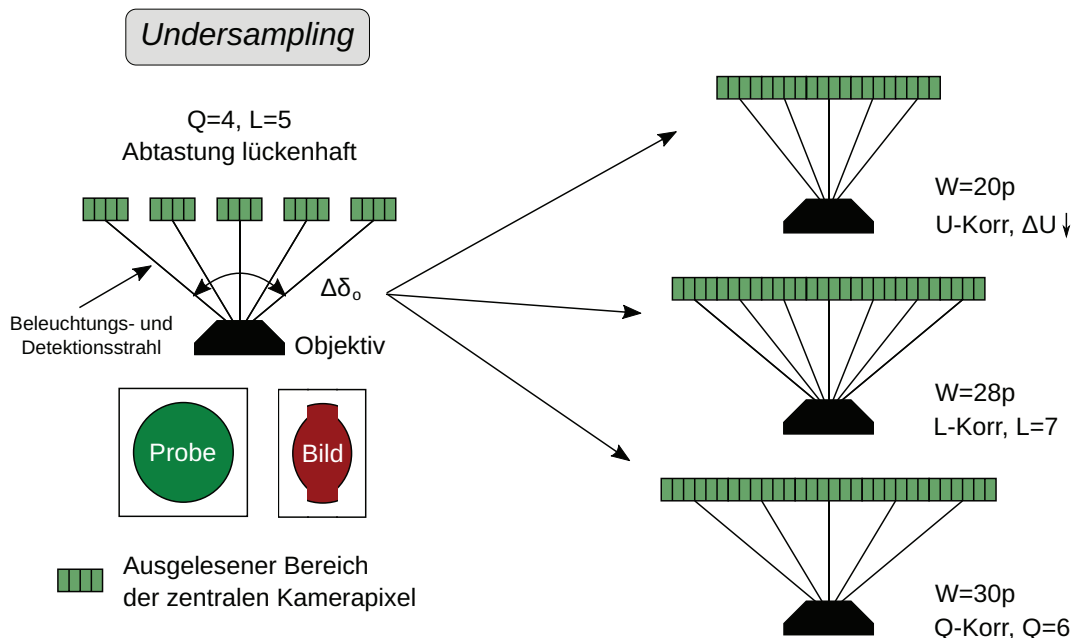 Undersampling
Q=4, L=5
Abtastung lückenhaft
Δδₒ
Beleuchtungs- und
Detektionsstrahl
Objektiv
Probe
Bild
Ausgelesener Bereich
der zentralen Kamerapixel
W=20p
U-Korr, ΔU↓
W=28p
L-Korr, L=7
W=30p
Q-Korr, Q=6